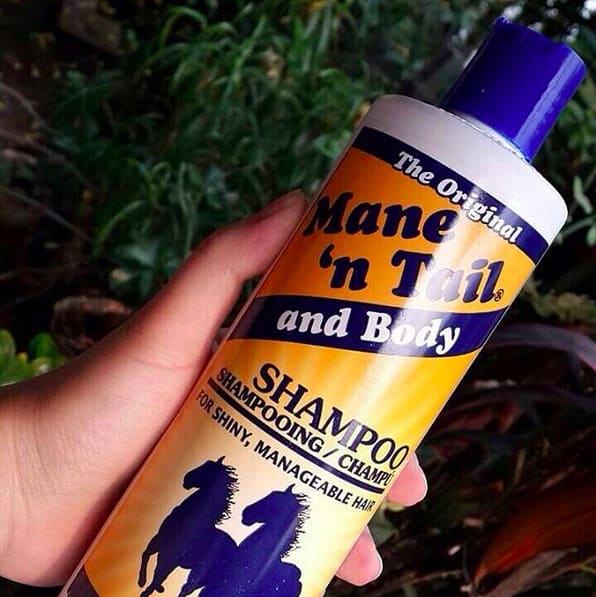 The Original
Mane
'n Tail®
and Body
SHAMPOO
SHAMPOOING / CHAMPÚ
FOR SHINY, MANAGEABLE HAIR